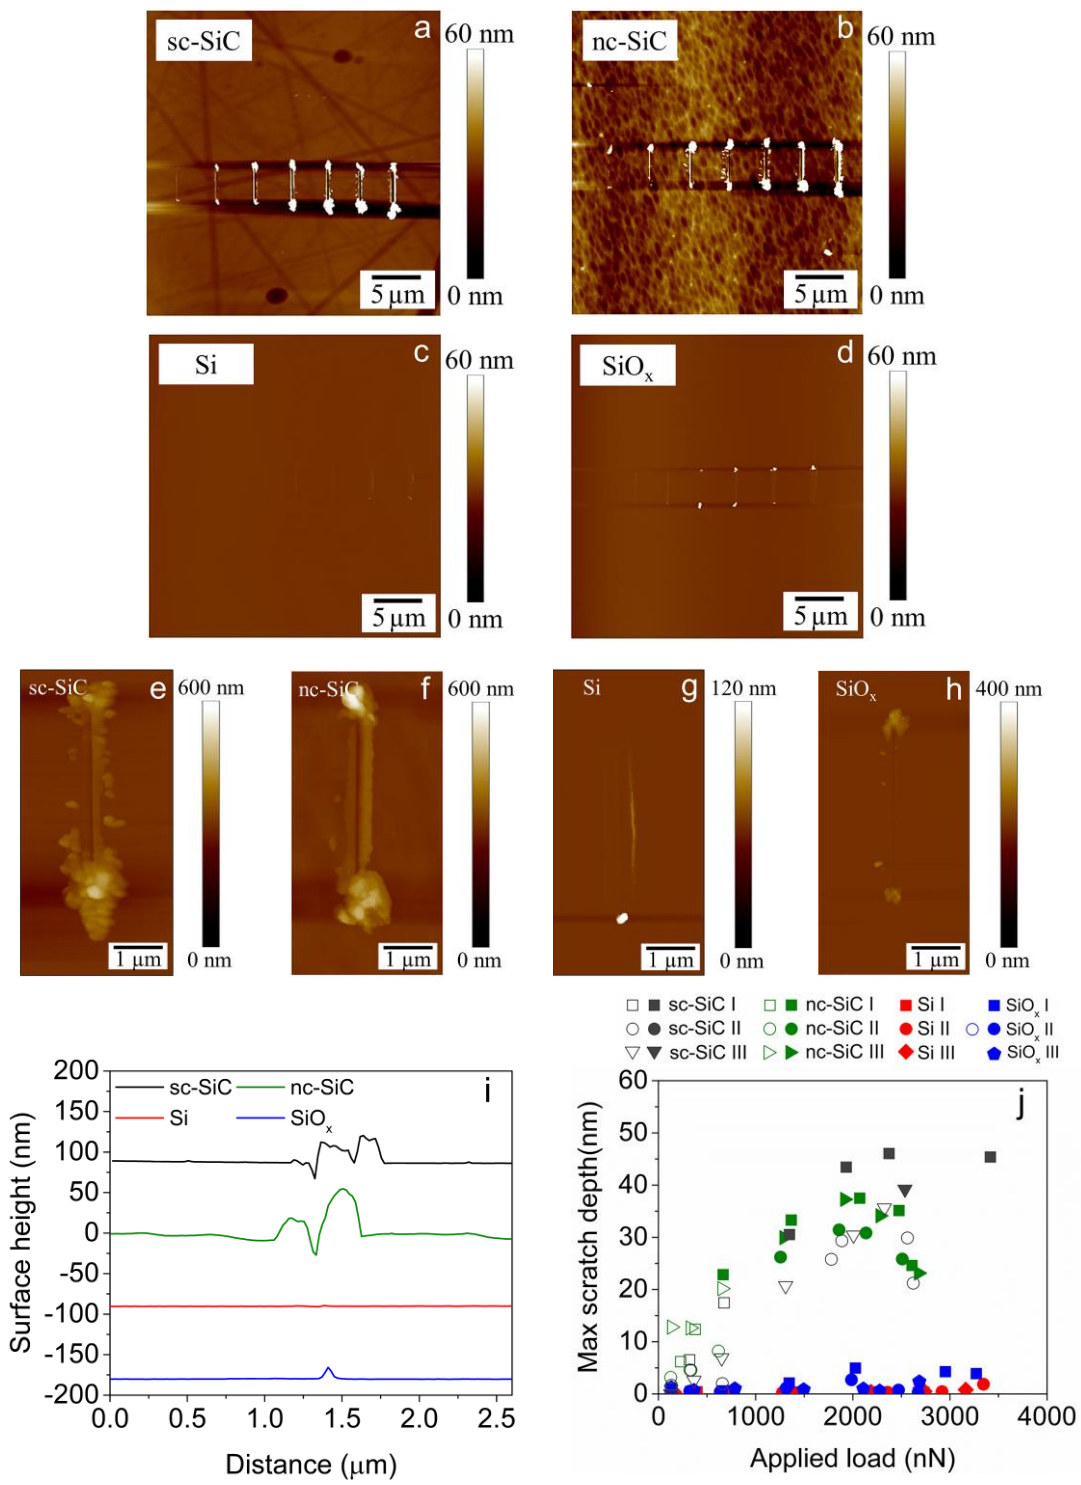 sc-SiC a 60 nm
5 µm 0 nm
nc-SiC b 60 nm
5 µm 0 nm
Si c 60 nm
5 µm 0 nm
SiOx d 60 nm
5 µm 0 nm
sc-SiC e 600 nm
1 µm 0 nm
nc-SiC f 600 nm
1 µm 0 nm
Si g 120 nm
1 µm 0 nm
SiOx h 400 nm
1 µm 0 nm
i
sc-SiC nc-SiC
Si SiOx
Surface height (nm)
200
150
100
50
0
-50
-100
-150
-200
0.0 0.5 1.0 1.5 2.0 2.5
Distance (µm)
sc-SiC I nc-SiC I Si I SiOx I
sc-SiC II nc-SiC II Si II SiOx II
sc-SiC III nc-SiC III Si III SiOx III
j
Max scratch depth(nm)
60
50
40
30
20
10
0
0 1000 2000 3000 4000
Applied load (nN)